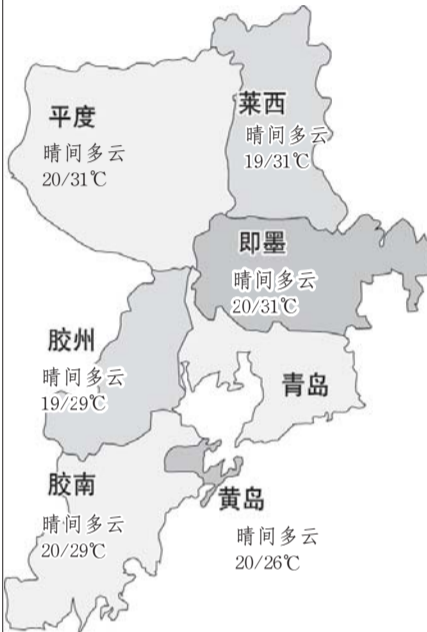 平度
晴间多云
20/31℃
莱西
晴间多云
19/31℃
即墨
晴间多云
20/31℃
胶州
晴间多云
19/29℃
青岛
胶南
晴间多云
20/29℃
黄岛
晴间多云
20/26℃